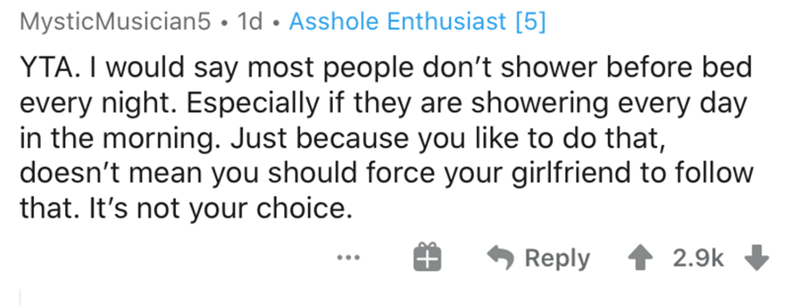 MysticMusician5 • 1d • Asshole Enthusiast [5]
YTA. I would say most people don’t shower before bed
every night. Especially if they are showering every day
in the morning. Just because you like to do that,
doesn’t mean you should force your girlfriend to follow
that. It’s not your choice.
... Reply 2.9k